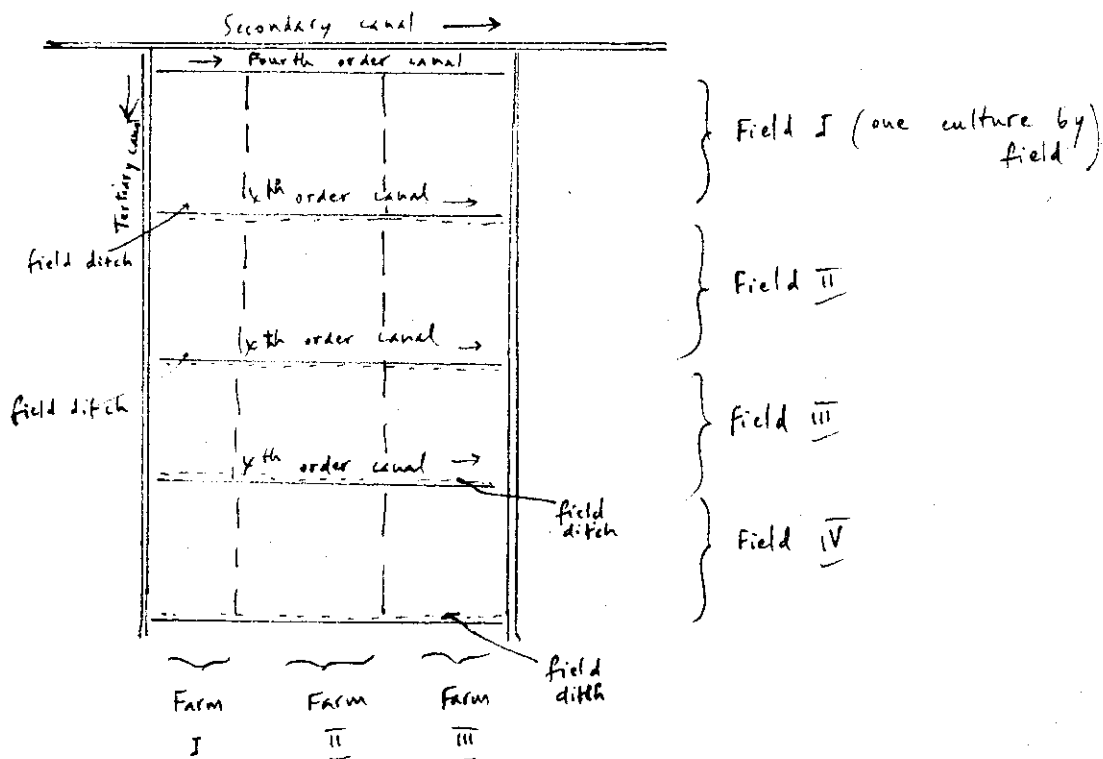 Secondary canal
Fourth order canal
Tertiary canal
Field I (one culture by
field)
xth order canal
field ditch
Field II
xth order canal
field ditch
Field III
xth order canal
field
ditch
Field IV
field
ditch
Farm
I
Farm
II
Farm
III